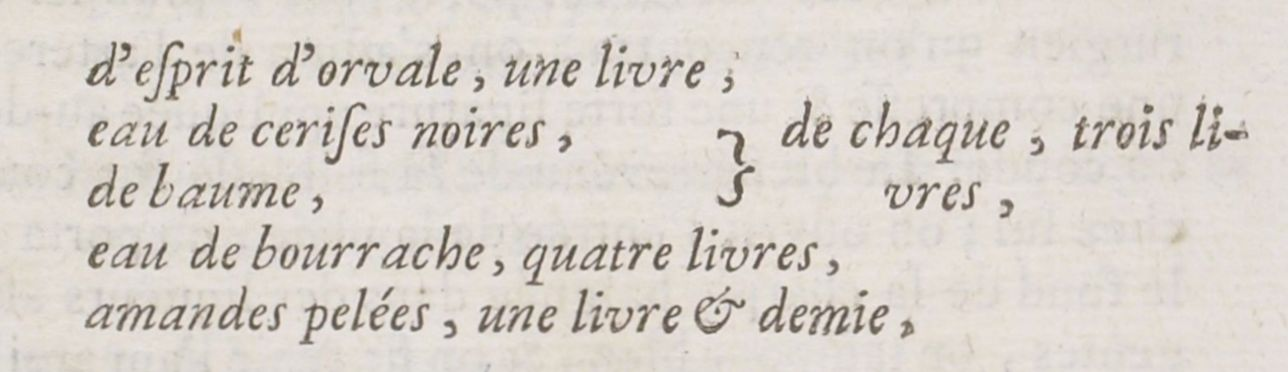 d'eſprit d'orvale, une livre;
eau de ceriſes noires, } de chaque, trois li-
de baume, } vres,
eau de bourrache, quatre livres,
amandes pelées, une livre & demie,